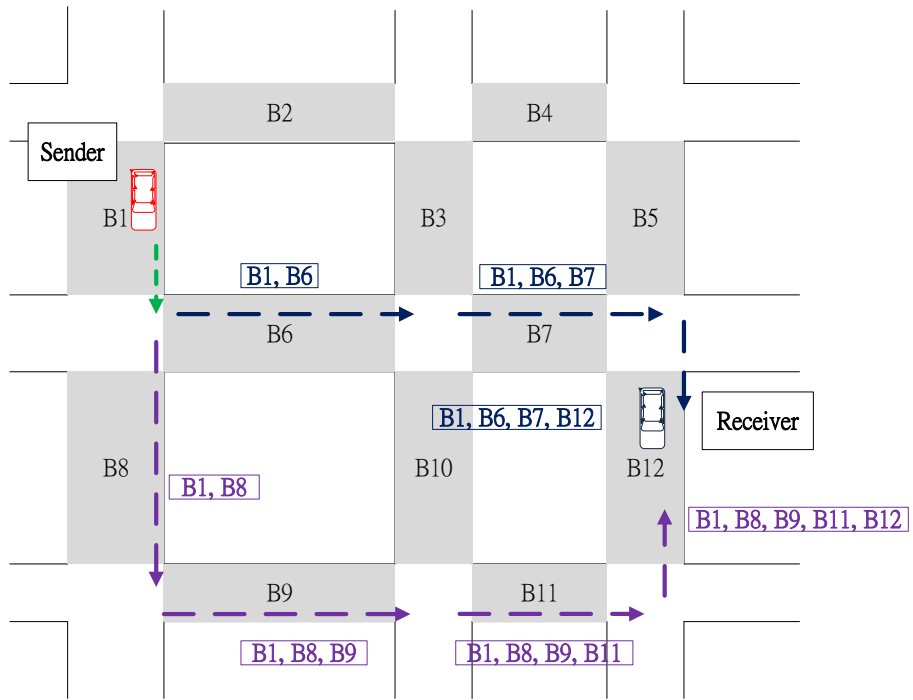 B2
B4
Sender
B1
B3
B5
B1, B6
B1, B6, B7
B6
B7
B1, B6, B7, B12
Receiver
B8
B10
B12
B1, B8
B1, B8, B9, B11, B12
B9
B11
B1, B8, B9
B1, B8, B9, B11